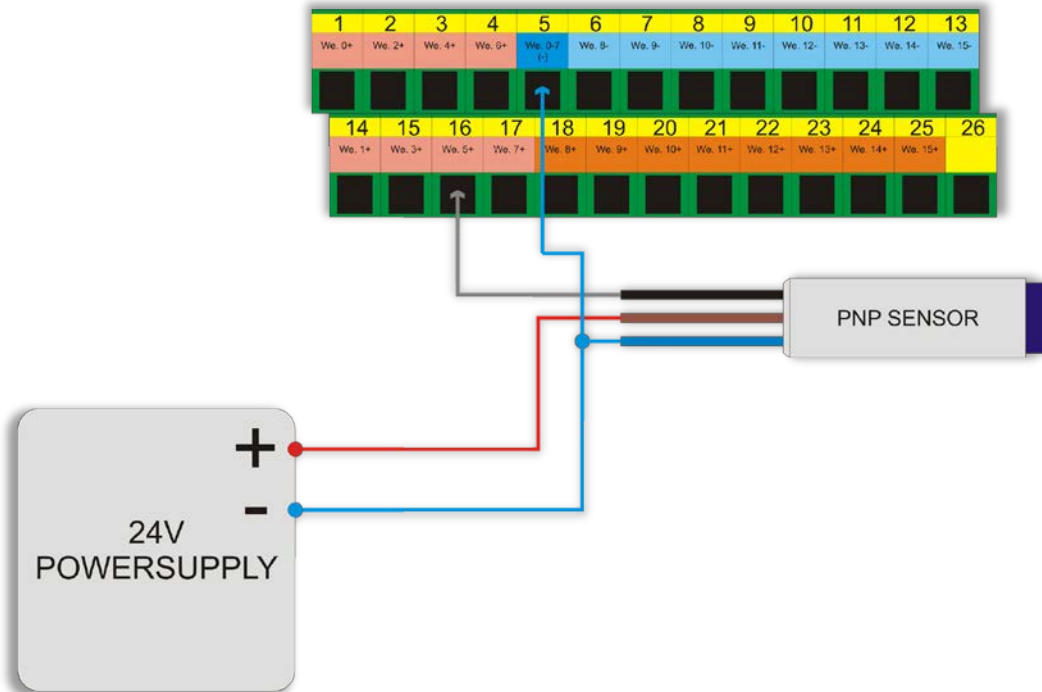 1 2 3 4 5 6 7 8 9 10 11 12 13
We. 0+ We. 2+ We. 4+ We. 6+ We. 0-7 We. 8- We. 9- We. 10- We. 11- We. 12- We. 13- We. 14- We. 15-
(-)
14 15 16 17 18 19 20 21 22 23 24 25 26
We. 1+ We. 3+ We. 5+ We. 7+ We. 8+ We. 9+ We. 10+ We. 11+ We. 12+ We. 13+ We. 14+ We. 15+
PNP SENSOR
+
-
24V
POWERSUPPLY